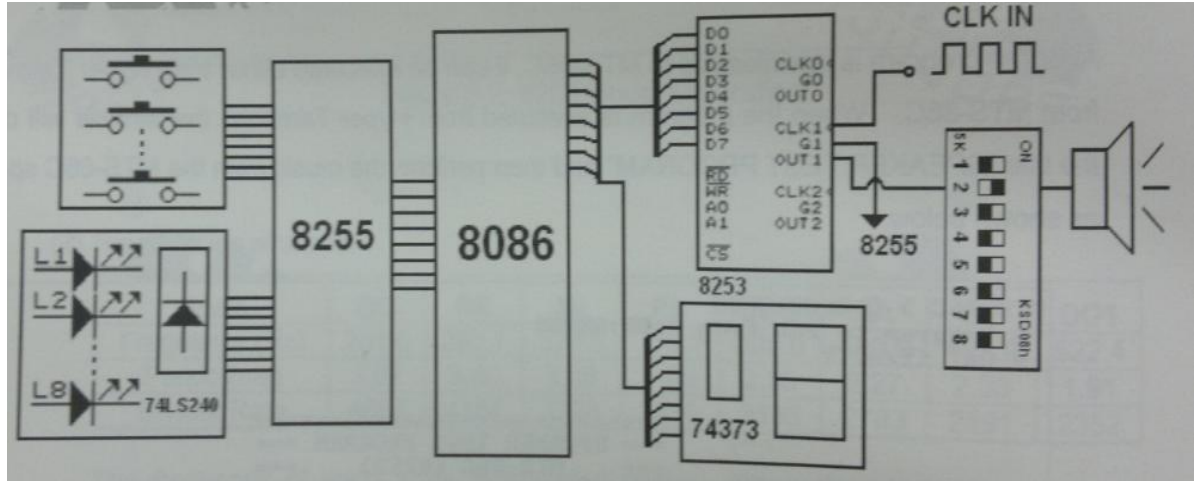 CLK IN
D0
D1
D2
D3
D4
D5
D6
D7
RD
WR
A0
A1
CS
CLK0
G0
OUT0
CLK1
G1
OUT1
CLK2
G2
OUT2
8253
8255
8086
8255
L1
L2
L8
74LS240
74373
ON
1
2
3
4
5
6
7
8